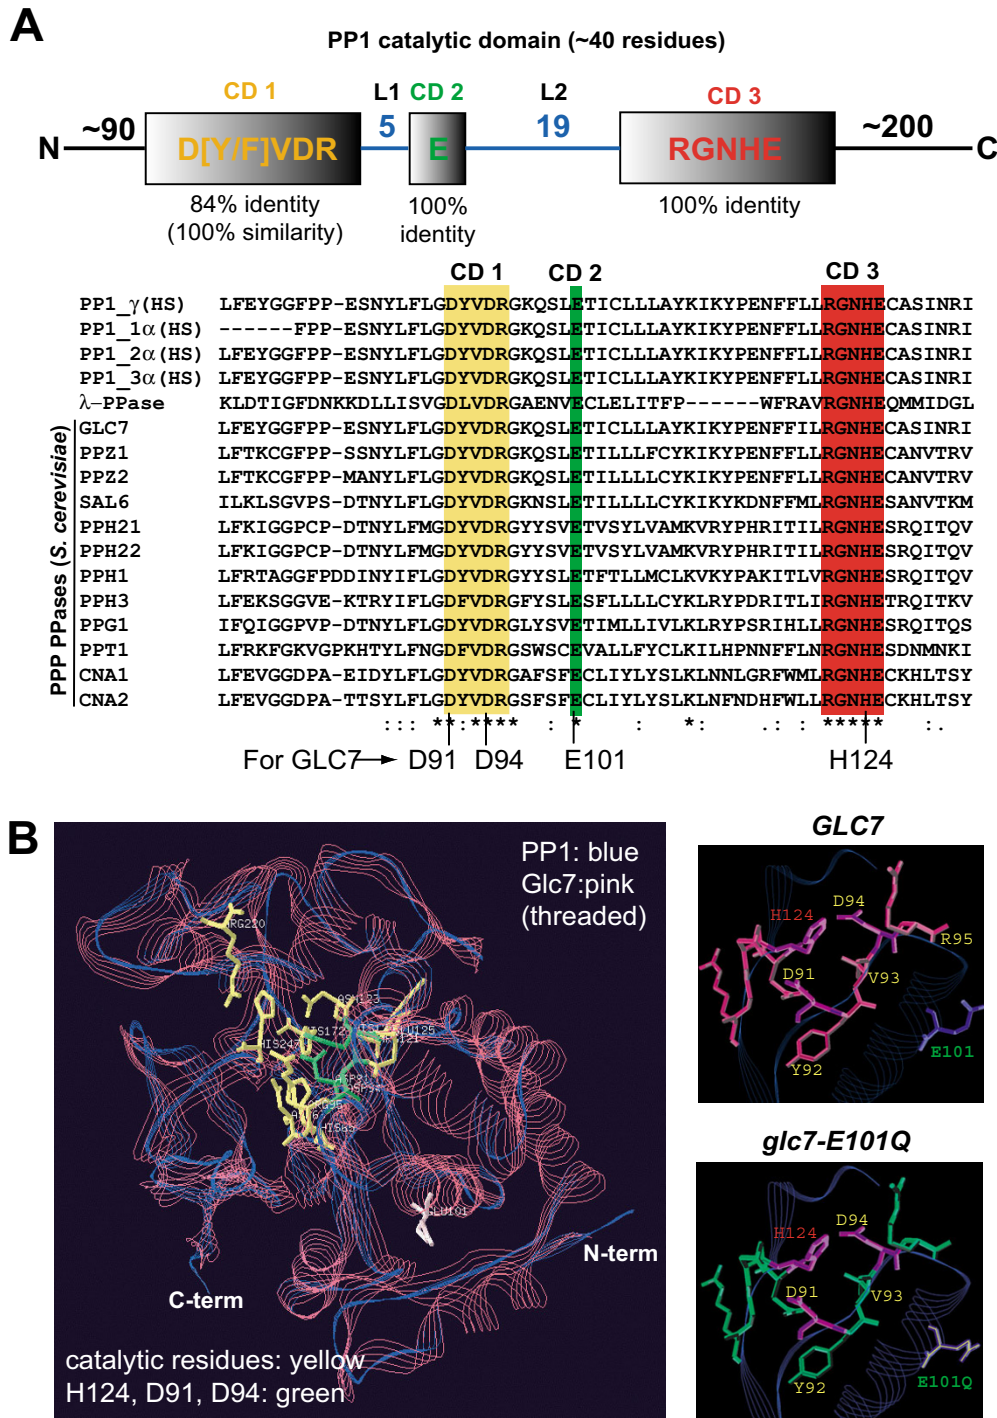 A
PP1 catalytic domain (~40 residues)
CD 1 L1 CD 2 L2 CD 3
N ~90 D[Y/F]VDR 5 E 19 RGNHE ~200 C
84% identity
(100% similarity)
100%
identity
100% identity
CD 1 CD 2 CD 3
PP1_γ(HS) LFEYGGFPP-ESNYLFLGDYVDRGKQSLETICLLLAYKIKYPENFFLLRGNHECASINRI
PP1_1α(HS) ------FPP-ESNYLFLGDYVDRGKQSLETICLLLAYKIKYPENFFLLRGNHECASINRI
PP1_2α(HS) LFEYGGFPP-ESNYLFLGDYVDRGKQSLETICLLLAYKIKYPENFFLLRGNHECASINRI
PP1_3α(HS) LFEYGGFPP-ESNYLFLGDYVDRGKQSLETICLLLAYKIKYPENFFLLRGNHECASINRI
λ–PPase KLDTIGFDNKKDLLISVGDLVDRGAENVECLELITFP------WFRAVRGNHEQMMIDGL
PPP PPases (S. cerevisiae)
GLC7 LFEYGGFPP-ESNYLFLGDYVDRGKQSLETICLLLAYKIKYPENFFLLRGNHECASINRI
PPZ1 LFTKCGFPP-SSNYLFLGDYVDRGKQSLETILLLFCYKIKYPENFFLLRGNHECANVTRV
PPZ2 LFTKCGFPP-MANYLFLGDYVDRGKQSLETILLLLCYKIKYPENFFLLRGNHECANVTRV
SAL6 ILKLSGVPS-DTNYLFLGDYVDRGKNSLETILLLLCYKIKYKDNFFMLRGNHESANVTKM
PPH21 LFKIGGPCP-DTNYLFMGDYVDRGYYSVETVSYLVAMKVRYPHRITILRGNHESRQITQV
PPH22 LFKIGGPCP-DTNYLFMGDYVDRGYYSVETVSYLVAMKVRYPHRITILRGNHESRQITQV
PPH1 LFRTAGGFPDDINYIFLGDYVDRGYYSLETFTLLMCLKVKYPAKITLVRGNHESRQITQV
PPH3 LFEKSGGVE-KTRYIFLGDFVDRGFYSLESFLLLLCYKLRYPDRITLIRGNHETRQITKV
PPG1 IFQIGGPVP-DTNYIFLGDYVDRGLYSVETIMLLIVLKLRYPSRIHLLRGNHESRQITQS
PPT1 LFRKFGKVGPKHTYLFNGDFVDRGSWSCEVALLFYCLKILHPNNFFLNRGNHESDNMNKI
CNA1 LFEVGGDPA-EIDYLFLGDYVDRGAFSFECLIYLYSLKLNNLGRFWMLRGNHECKHLTSY
CNA2 LFEVGGDPA-TTSYLFLGDYVDRGSFSFECLIYLYSLKLNFNDHFWLLRGNHECKHLTSY
::: **:**** : * : * .: : ***** :.
For GLC7 D91 D94 E101 H124
B
PP1: blue
Glc7:pink
(threaded)
ARG220
HIS247
GLU101
N-term
C-term
catalytic residues: yellow
H124, D91, D94: green
GLC7
D94
H124
R95
D91
V93
E101
Y92
glc7-E101Q
D94
H124
D91
V93
Y92
E101Q